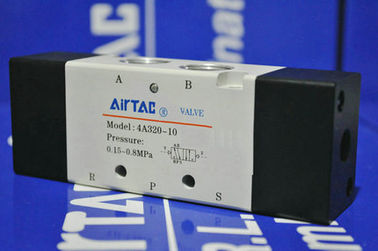 A B
AirTAC ® VALVE
Model:4A320-10
Pressure:
0.15~0.8MPa
R P S